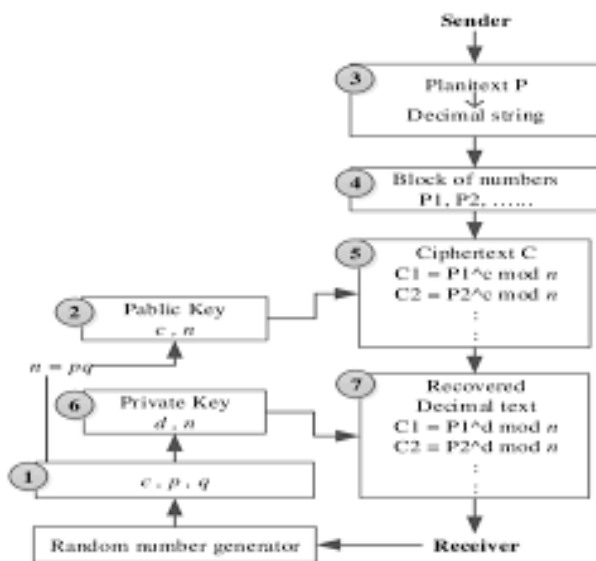 Sender
3
Planitext P
↓
Decimal string
4
Block of numbers
P1, P2, ......
5
Ciphertext C
C1 = P1^c mod n
C2 = P2^c mod n
:
:
2
Pablic Key
c , n
n = pq
6
Private Key
d , n
7
Recovered
Decimal text
C1 = P1^d mod n
C2 = P2^d mod n
:
:
1
c , p , q
Random number generator
Receiver